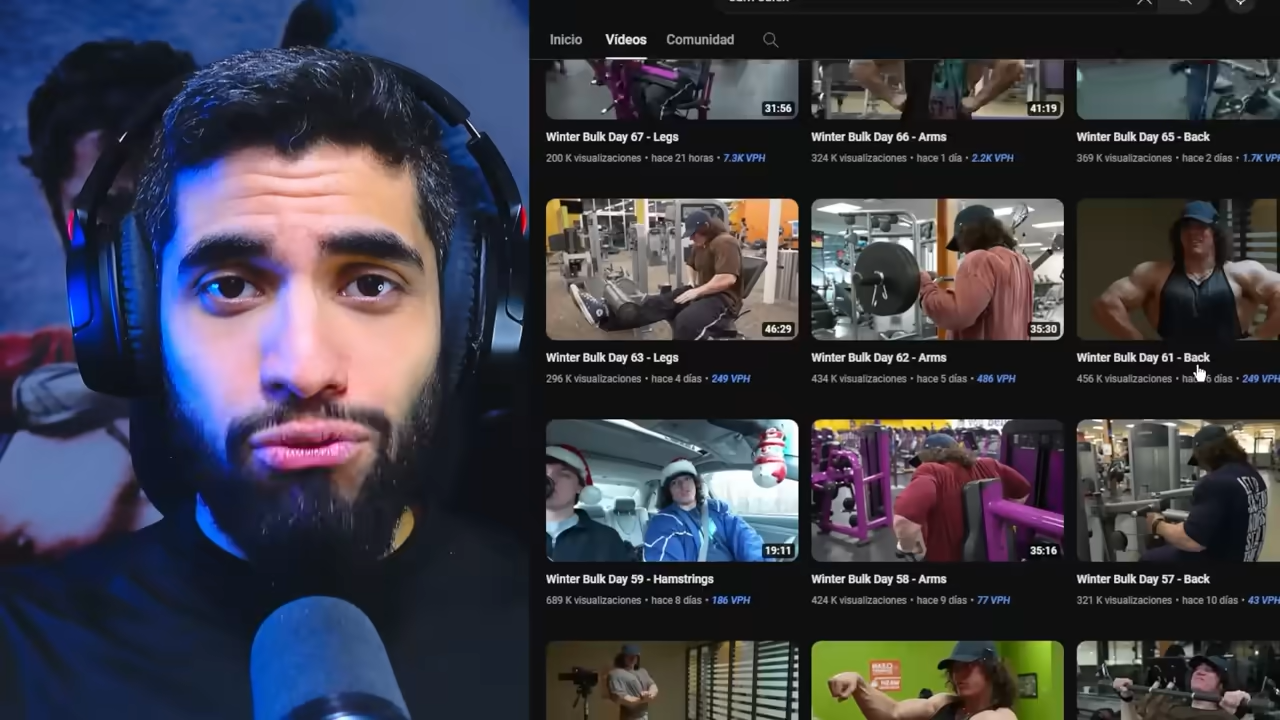 Inicio Vídeos Comunidad
31:56
41:19
Winter Bulk Day 67 - Legs
200 K visualizaciones • hace 21 horas • 7.3K VPH
Winter Bulk Day 66 - Arms
324 K visualizaciones • hace 1 día • 2.2K VPH
Winter Bulk Day 65 - Back
369 K visualizaciones • hace 2 días • 1.7K VPH
46:29
35:30
Winter Bulk Day 63 - Legs
296 K visualizaciones • hace 4 días • 249 VPH
Winter Bulk Day 62 - Arms
434 K visualizaciones • hace 5 días • 486 VPH
Winter Bulk Day 61 - Back
456 K visualizaciones • 6 días • 249 VPH
19:11
35:16
Winter Bulk Day 59 - Hamstrings
689 K visualizaciones • hace 8 días • 186 VPH
Winter Bulk Day 58 - Arms
424 K visualizaciones • hace 9 días • 77 VPH
Winter Bulk Day 57 - Back
321 K visualizaciones • hace 10 días • 43 VPH